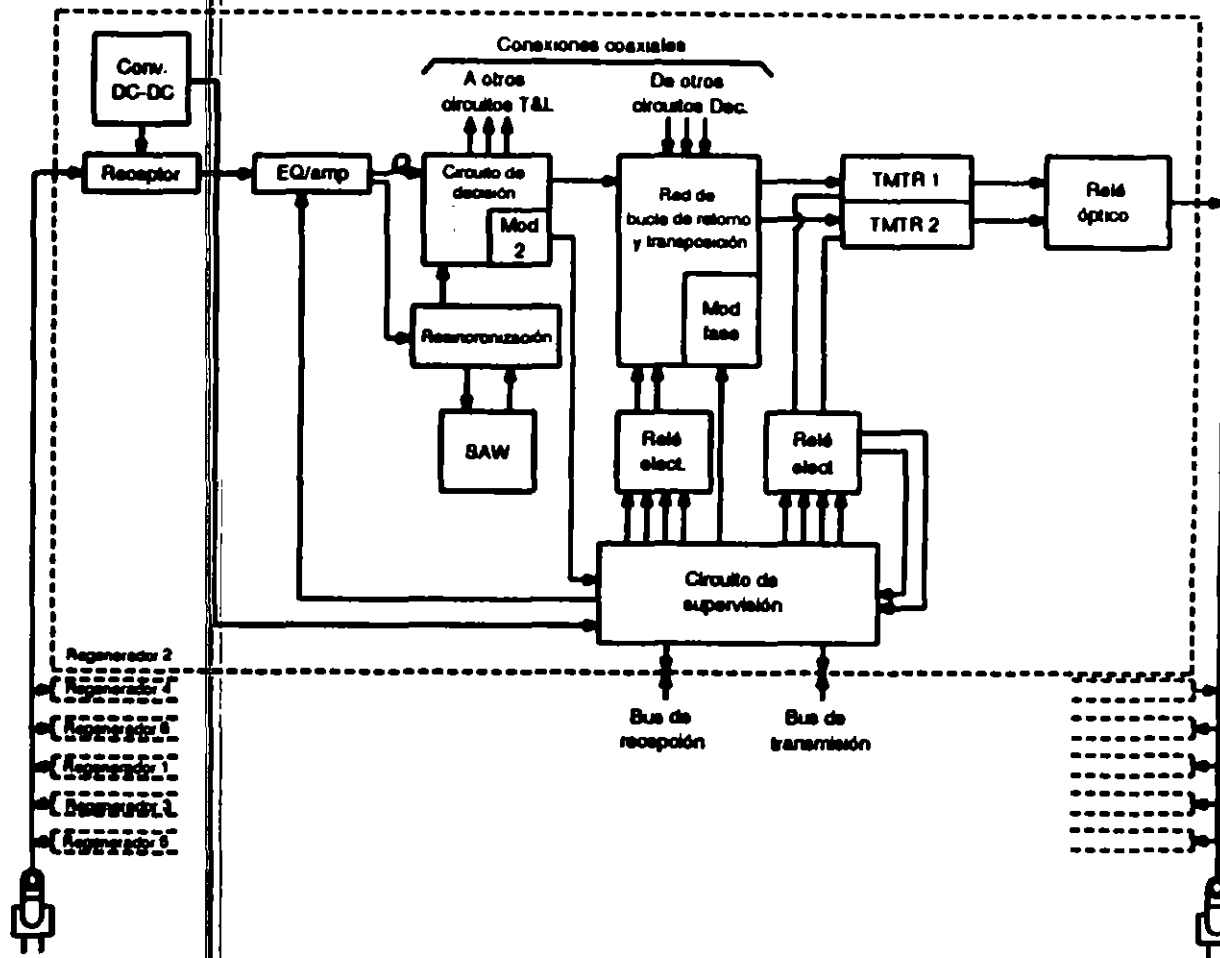 Conexiones coaxiales
Conv.
DC-DC
A otros
circuitos T&L
De otros
circuitos Dec.
Receptor
EQ/amp
Circuito de
decisión
Mod
2
Red de
bucle de retorno
y transposición
Mod
fase
TMTR 1
TMTR 2
Relé
óptico
Resincronización
SAW
Relé
elect.
Relé
elect
Circuito de
supervisión
Regenerador 2
Regenerador 4
Regenerador 6
Regenerador 1
Regenerador 3
Regenerador 5
Bus de
recepción
Bus de
transmisión